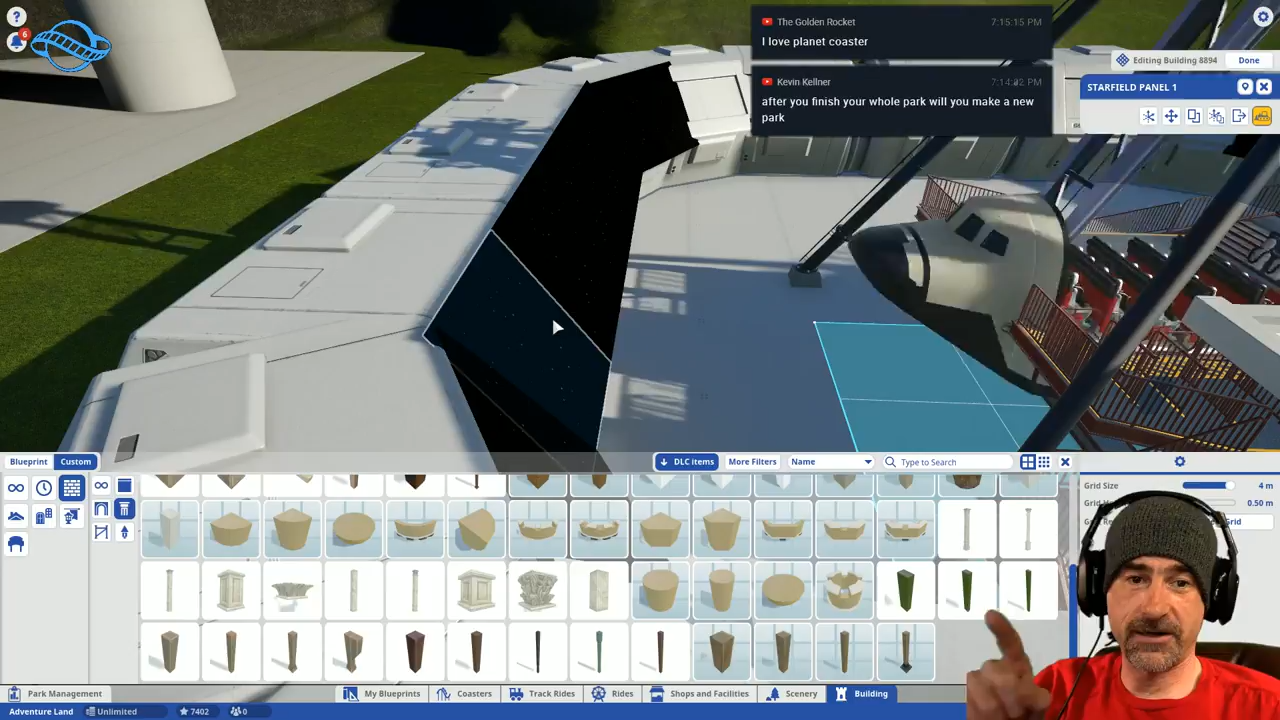 ?
6
The Golden Rocket
7:15:15 PM
I love planet coaster
Kevin Kellner
after you finish your whole park will you make a new
park
Editing Building 8894
Done
STARFIELD PANEL 1
Blueprint
Custom
DLC Items
More Filters
Name
Type to Search
Grid Size
4 m
0.50 m
Park Management
My Blueprints
Coasters
Track Rides
Rides
Shops and Facilities
Scenery
Building
Adventure Land
Unlimited
7402
0